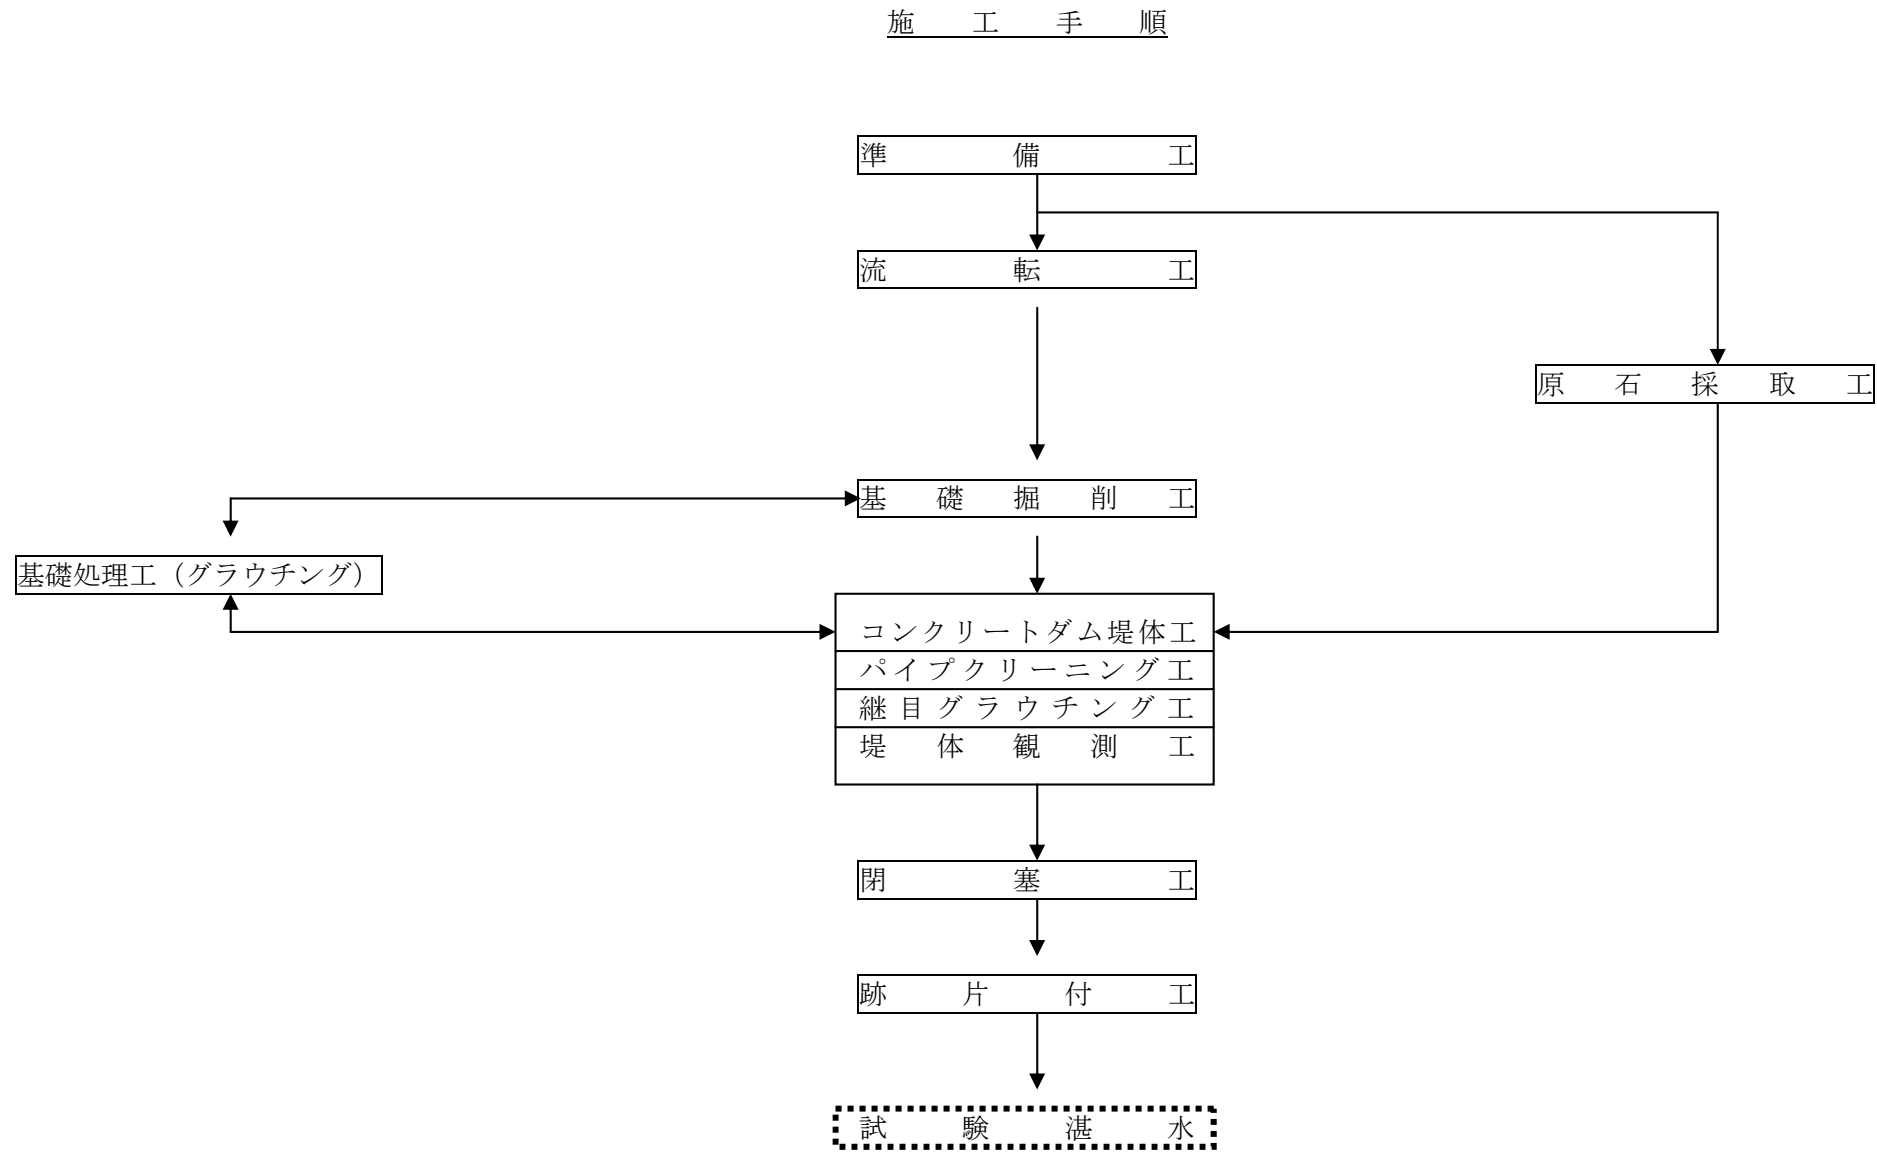 施工手順
準備工
流転工
原石採取工
基礎掘削工
基礎処理工（グラウチング）
コンクリートダム堤体工
パイプクリーニング工
継目グラウチング工
堤体観測工
閉塞工
跡片付工
試験湛水